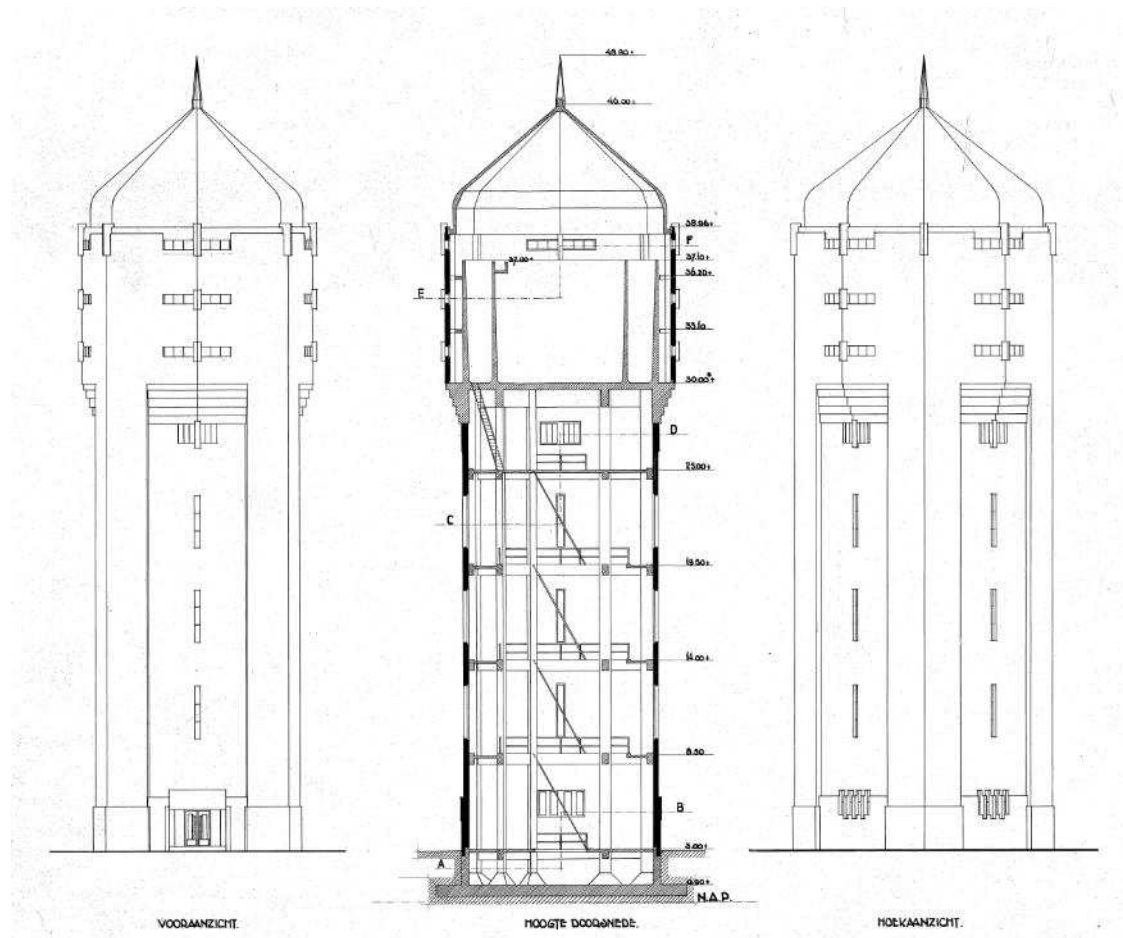 48.80+
46.00+
38.96+
F
37.10+
37.00+
36.20+
E
33.10
30.00+
D
25.00+
C
19.50+
14.00+
8.50
B
3.00+
A
0.90+
N.A.P.
VOORAANZICHT.
HOOGTE DOORSNEDE.
HOEKAANZICHT.